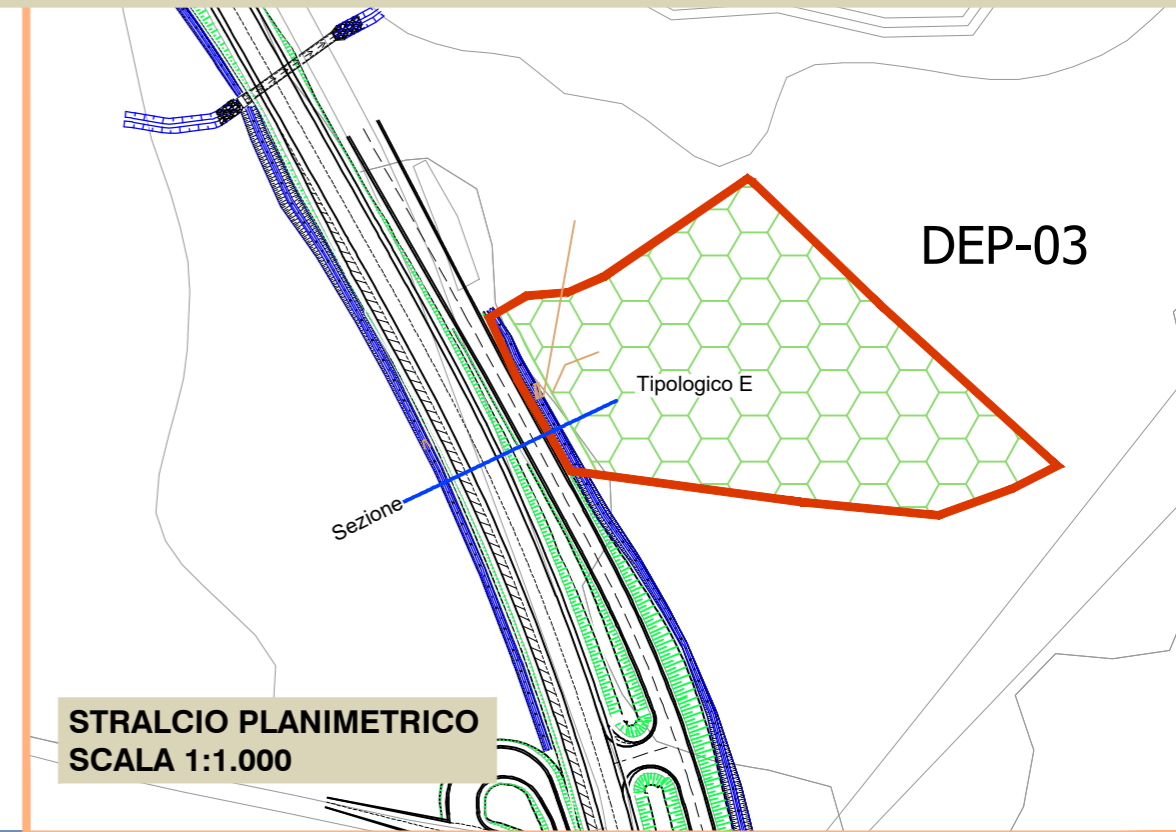 DEP-03
Tipologico E
Sezione
STRALCIO PLANIMETRICO
SCALA 1:1.000